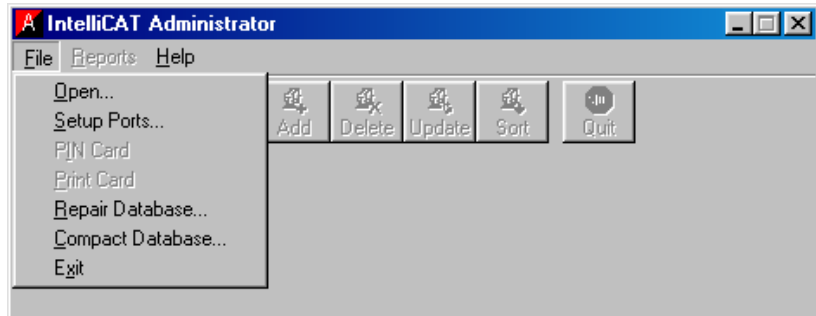 IntelliCAT Administrator
File Reports Help
Open...
Setup Ports...
PIN Card
Print Card
Repair Database...
Compact Database...
Exit
Add Delete Update Sort Quit